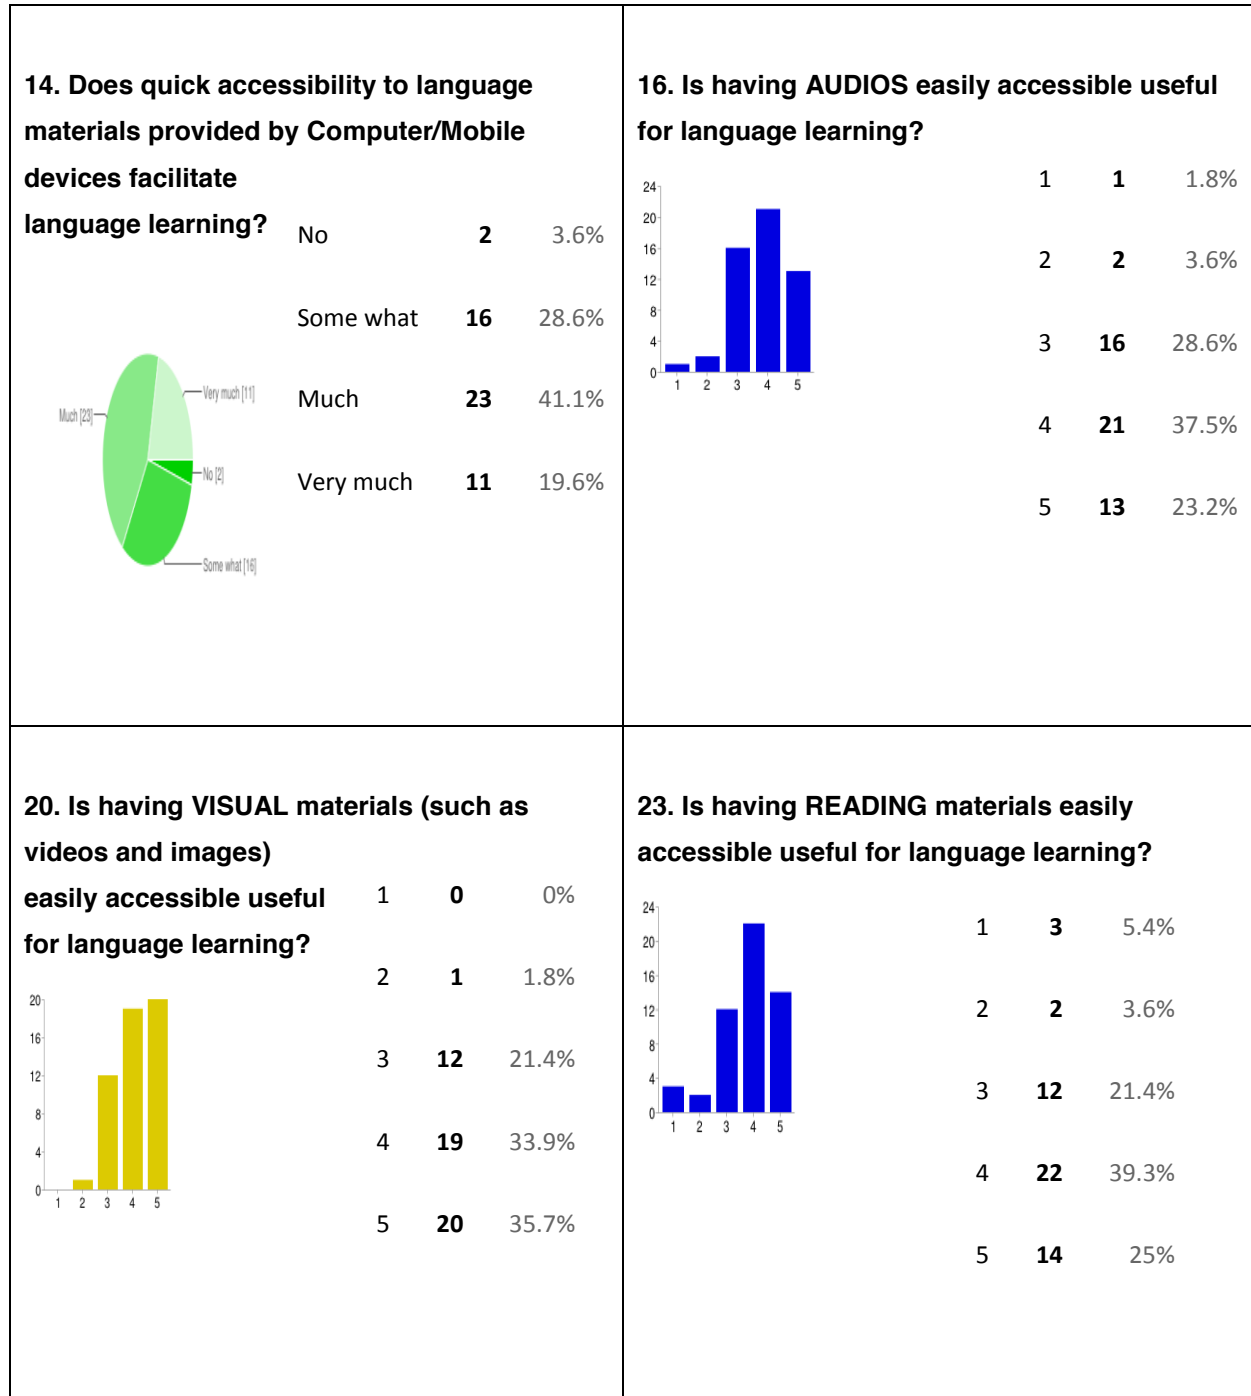 14. Does quick accessibility to language
materials provided by Computer/Mobile
devices facilitate
language learning?
No 2 3.6%
Some what 16 28.6%
Much 23 41.1%
Very much 11 19.6%
Very much [11]
Much [23]
No [2]
Some what [16]
16. Is having AUDIOS easily accessible useful
for language learning?
24
20
16
12
8
4
0
1 2 3 4 5
1 1 1.8%
2 2 3.6%
3 16 28.6%
4 21 37.5%
5 13 23.2%
20. Is having VISUAL materials (such as
videos and images)
easily accessible useful
for language learning?
20
16
12
8
4
0
1 2 3 4 5
1 0 0%
2 1 1.8%
3 12 21.4%
4 19 33.9%
5 20 35.7%
23. Is having READING materials easily
accessible useful for language learning?
24
20
16
12
8
4
0
1 2 3 4 5
1 3 5.4%
2 2 3.6%
3 12 21.4%
4 22 39.3%
5 14 25%